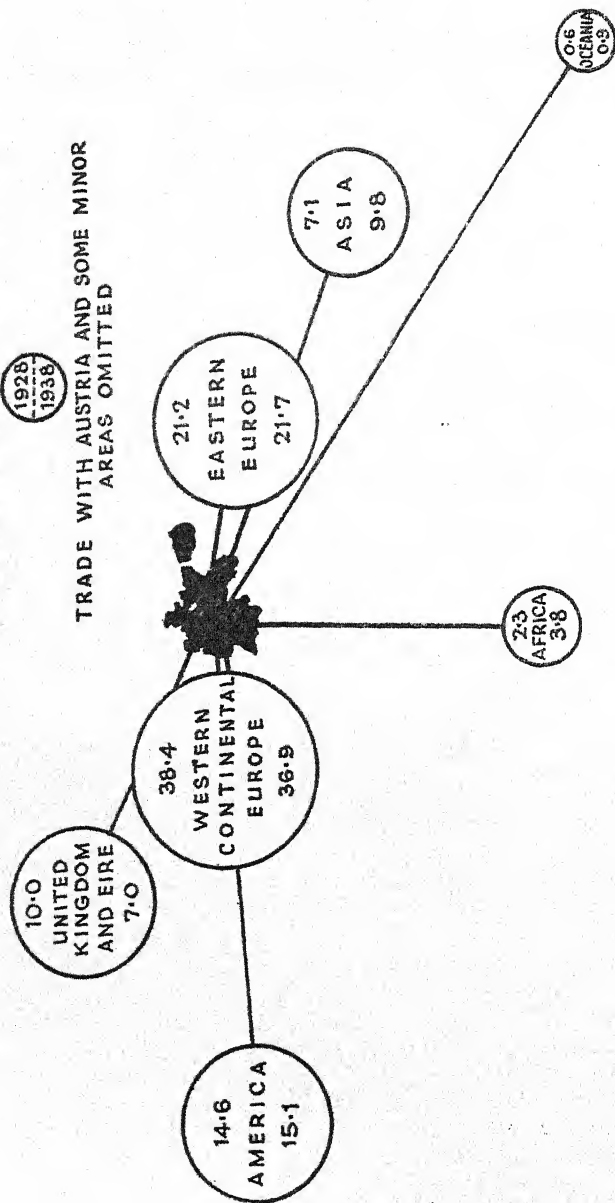 1928
1938
TRADE WITH AUSTRIA AND SOME MINOR
AREAS OMITTED
10·0
UNITED
KINGDOM
AND EIRE
7·0
14·6
AMERICA
15·1
38·4
WESTERN
CONTINENTAL
EUROPE
36·9
21·2
EASTERN
EUROPE
21·7
7·1
ASIA
9·8
2·3
AFRICA
3·8
0·6
OCEANIA
0·9